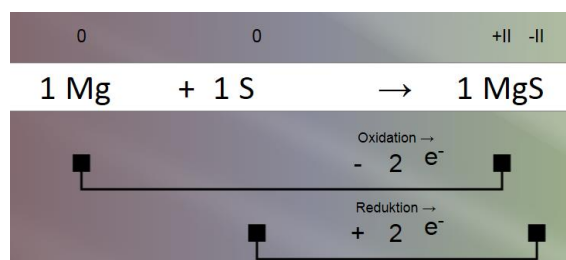 0 0 +II -II
1 Mg + 1 S → 1 MgS
Oxidation →
- 2 e⁻
Reduktion →
+ 2 e⁻